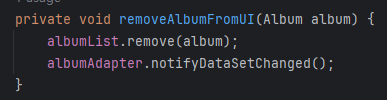 private void removeAlbumFromUI(Album album) {
albumList.remove(album);
albumAdapter.notifyDataSetChanged();
}